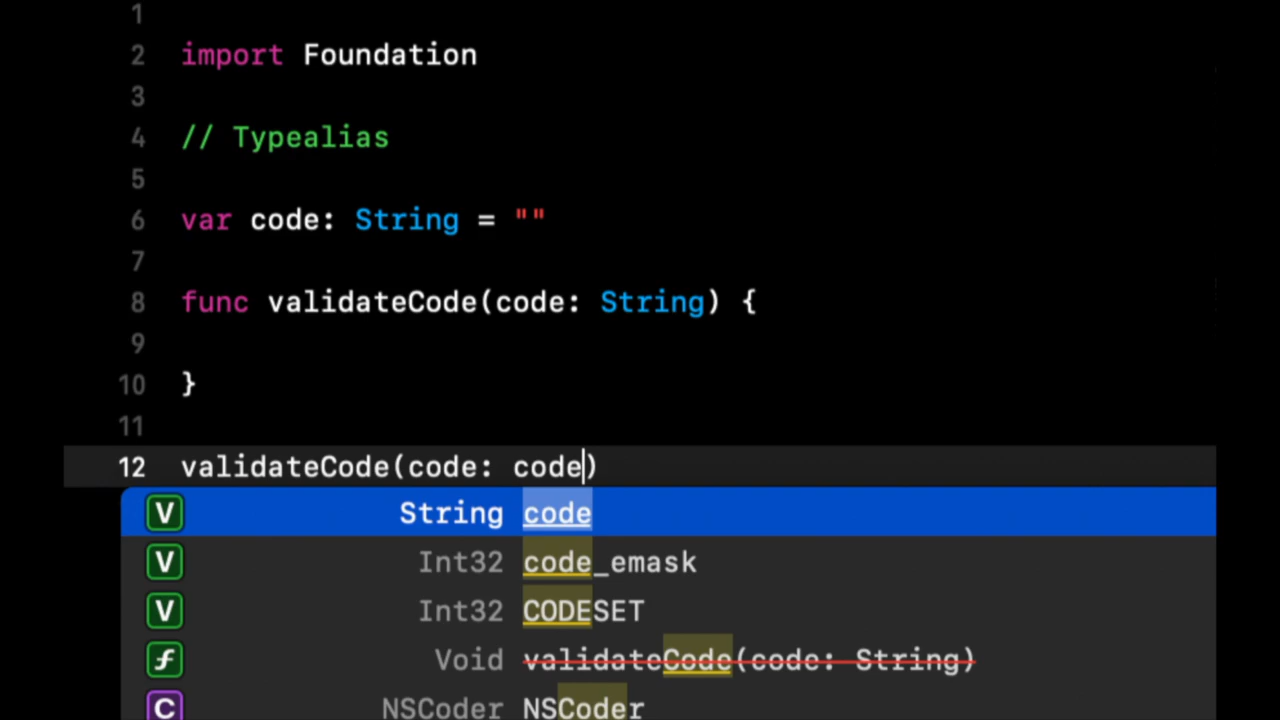 1
2 import Foundation
3
4 // Typealias
5
6 var code: String = ""
7
8 func validateCode(code: String) {
9
10 }
11
12 validateCode(code: code)
V String code
V Int32 code_emask
V Int32 CODESET
f Void validateCode(code: String)
C NSCoder NSCoder